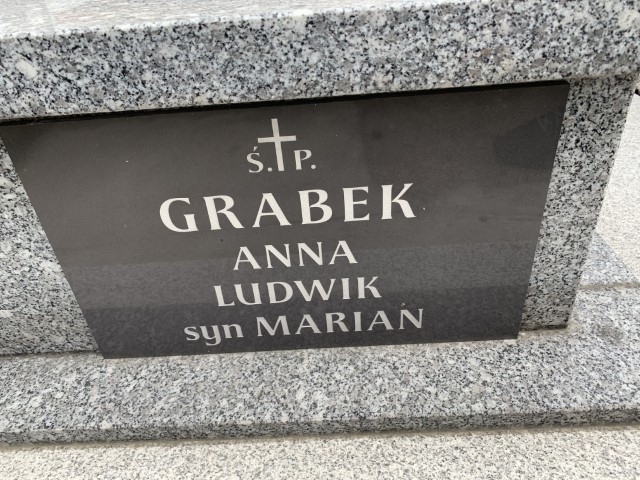 Ś. P.
GRABEK
ANNA
LUDWIK
syn MARIAN